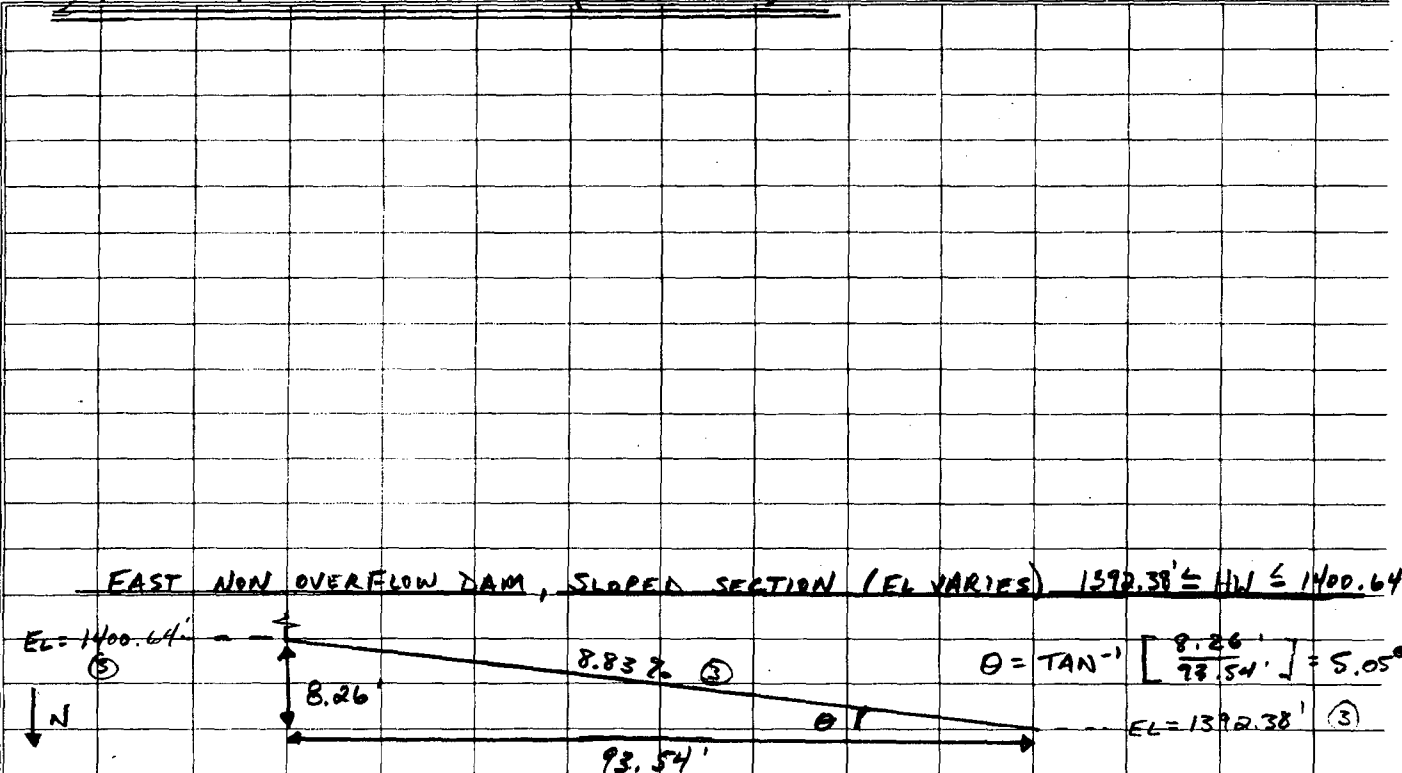 EAST NON OVERFLOW DAM, SLOPED SECTION (EL VARIES) 1392.38' ≤ HW ≤ 1400.64
EL = 1400.64'
③
8.83% ③
θ = TAN⁻¹ [8.26' / 93.54'] = 5.05°
8.26'
N
θ
EL = 1392.38' ③
93.54'